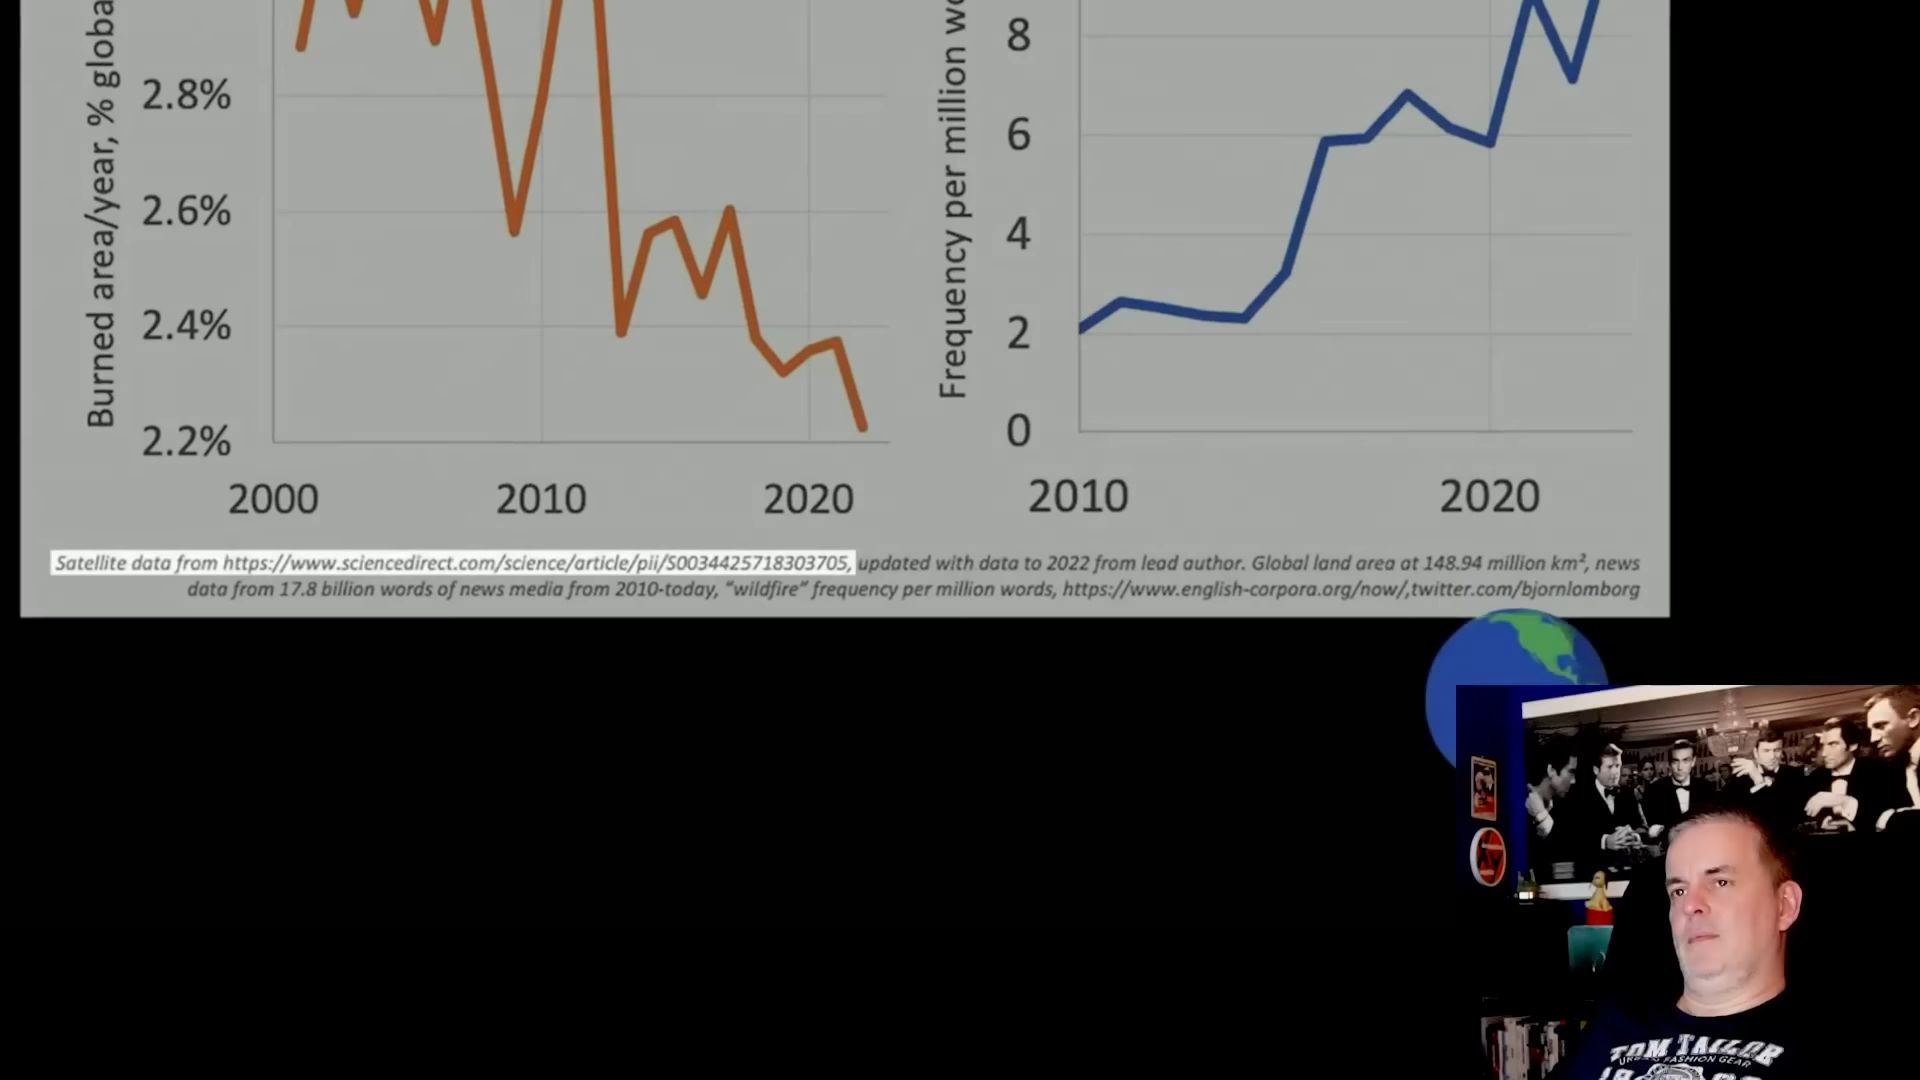 Burned area/year, % globa
2.8%
2.6%
2.4%
2.2%
2000 2010 2020
Frequency per million wo
8
6
4
2
0
2010 2020
Satellite data from https://www.sciencedirect.com/science/article/pii/S0034425718303705, updated with data to 2022 from lead author. Global land area at 148.94 million km², news
data from 17.8 billion words of news media from 2010-today, “wildfire” frequency per million words, https://www.english-corpora.org/now/,twitter.com/bjornlomborg
TOM TAILOR
URBAN FASHION GEAR